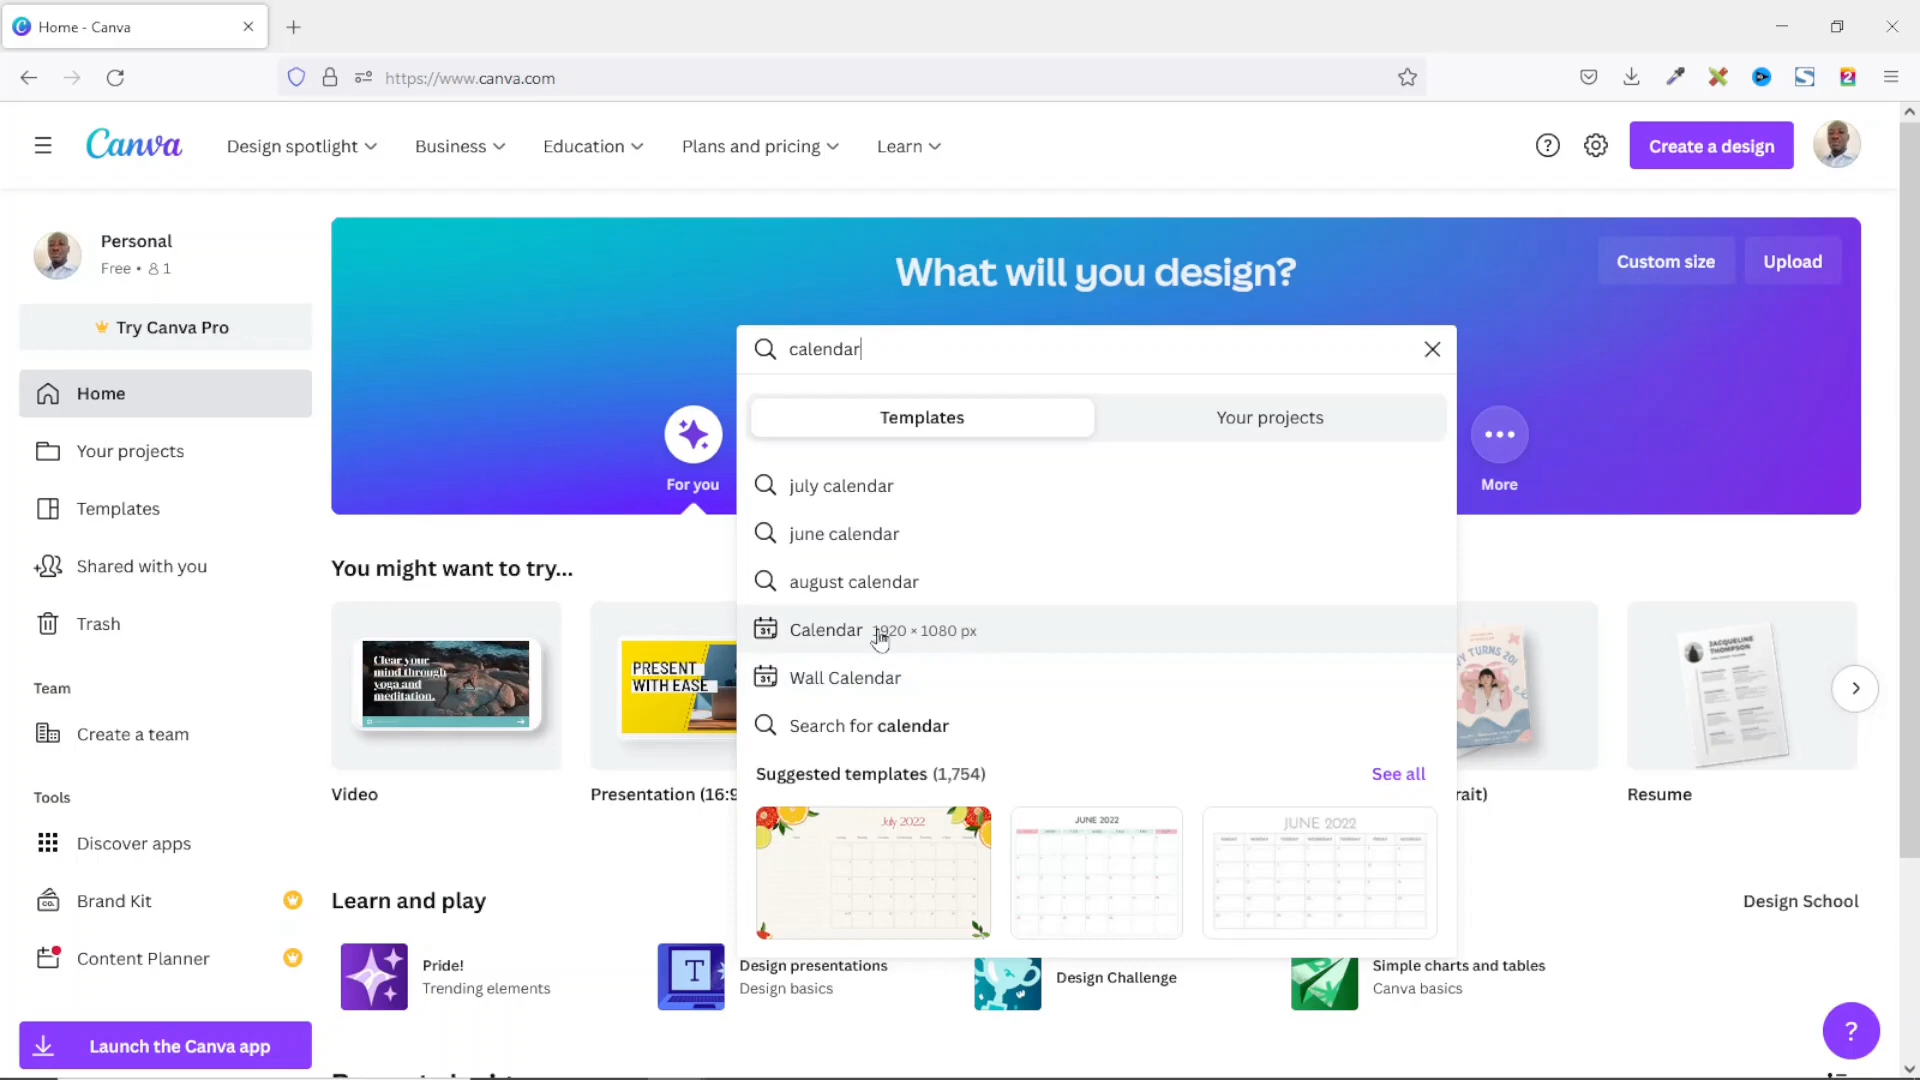 Home - Canva
https://www.canva.com
2
Canva
Design spotlight
Business
Education
Plans and pricing
Learn
Create a design
Personal
Free • 1
Try Canva Pro
Home
Your projects
Templates
Shared with you
Trash
Team
Create a team
Tools
Discover apps
Brand Kit
Content Planner
Launch the Canva app
What will you design?
Custom size
Upload
calendar
Templates
Your projects
For you
More
july calendar
june calendar
august calendar
Calendar 1920 × 1080 px
Wall Calendar
Search for calendar
Suggested templates (1,754)
See all
July 2022
JUNE 2022
JUNE 2022
You might want to try...
Clear your
mind through
yoga and
meditation.
PRESENT
WITH EASE
TURNS 20!
JACQUELINE
THOMPSON
Video
Presentation (16:9
rait)
Resume
Learn and play
Design School
Pride!
Trending elements
T
Design presentations
Design basics
Design Challenge
Simple charts and tables
Canva basics
?